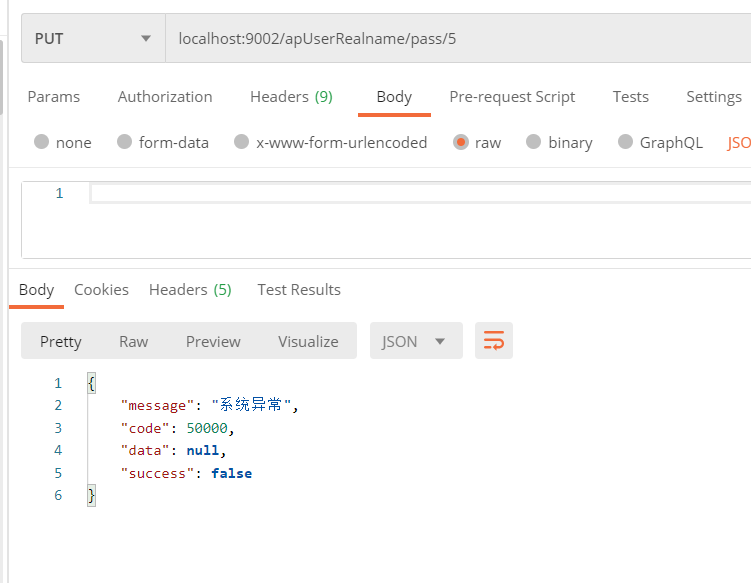 PUT localhost:9002/apUserRealname/pass/5
Params Authorization Headers (9) Body Pre-request Script Tests Settings
none form-data x-www-form-urlencoded raw binary GraphQL JSO
1
Body Cookies Headers (5) Test Results
Pretty Raw Preview Visualize JSON
1 {
2 "message": "系统异常",
3 "code": 50000,
4 "data": null,
5 "success": false
6 }